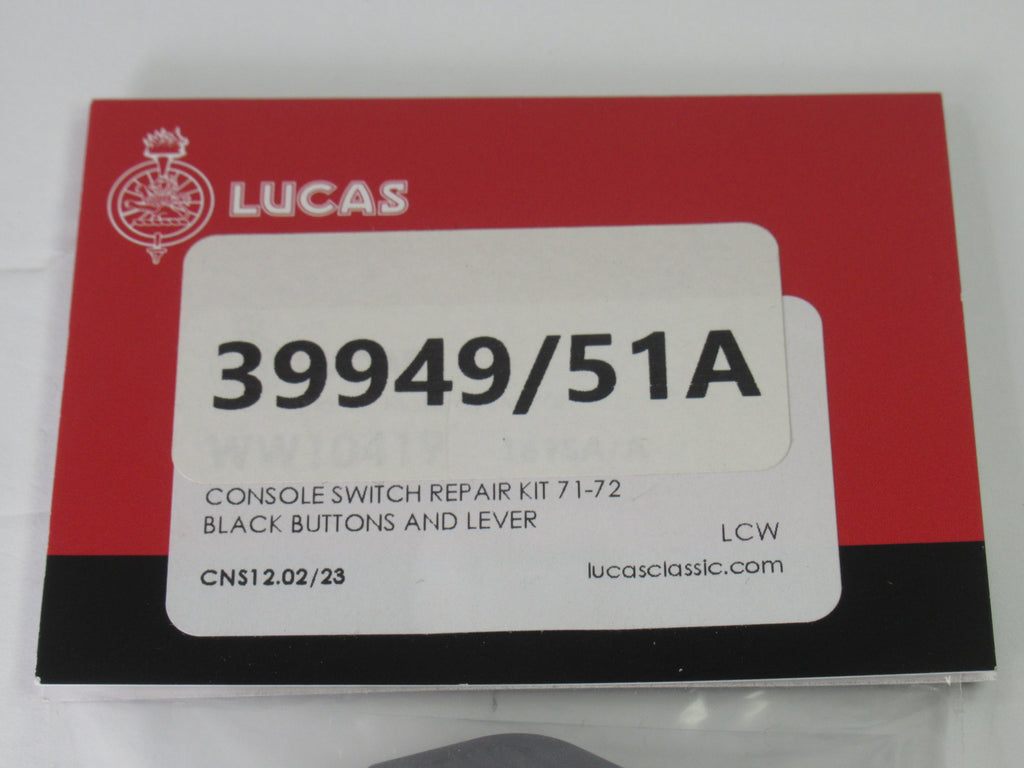 LUCAS
39949/51A
WW10419
CONSOLE SWITCH REPAIR KIT 71-72
BLACK BUTTONS AND LEVER
LCW
CNS12.02/23
lucasclassic.com